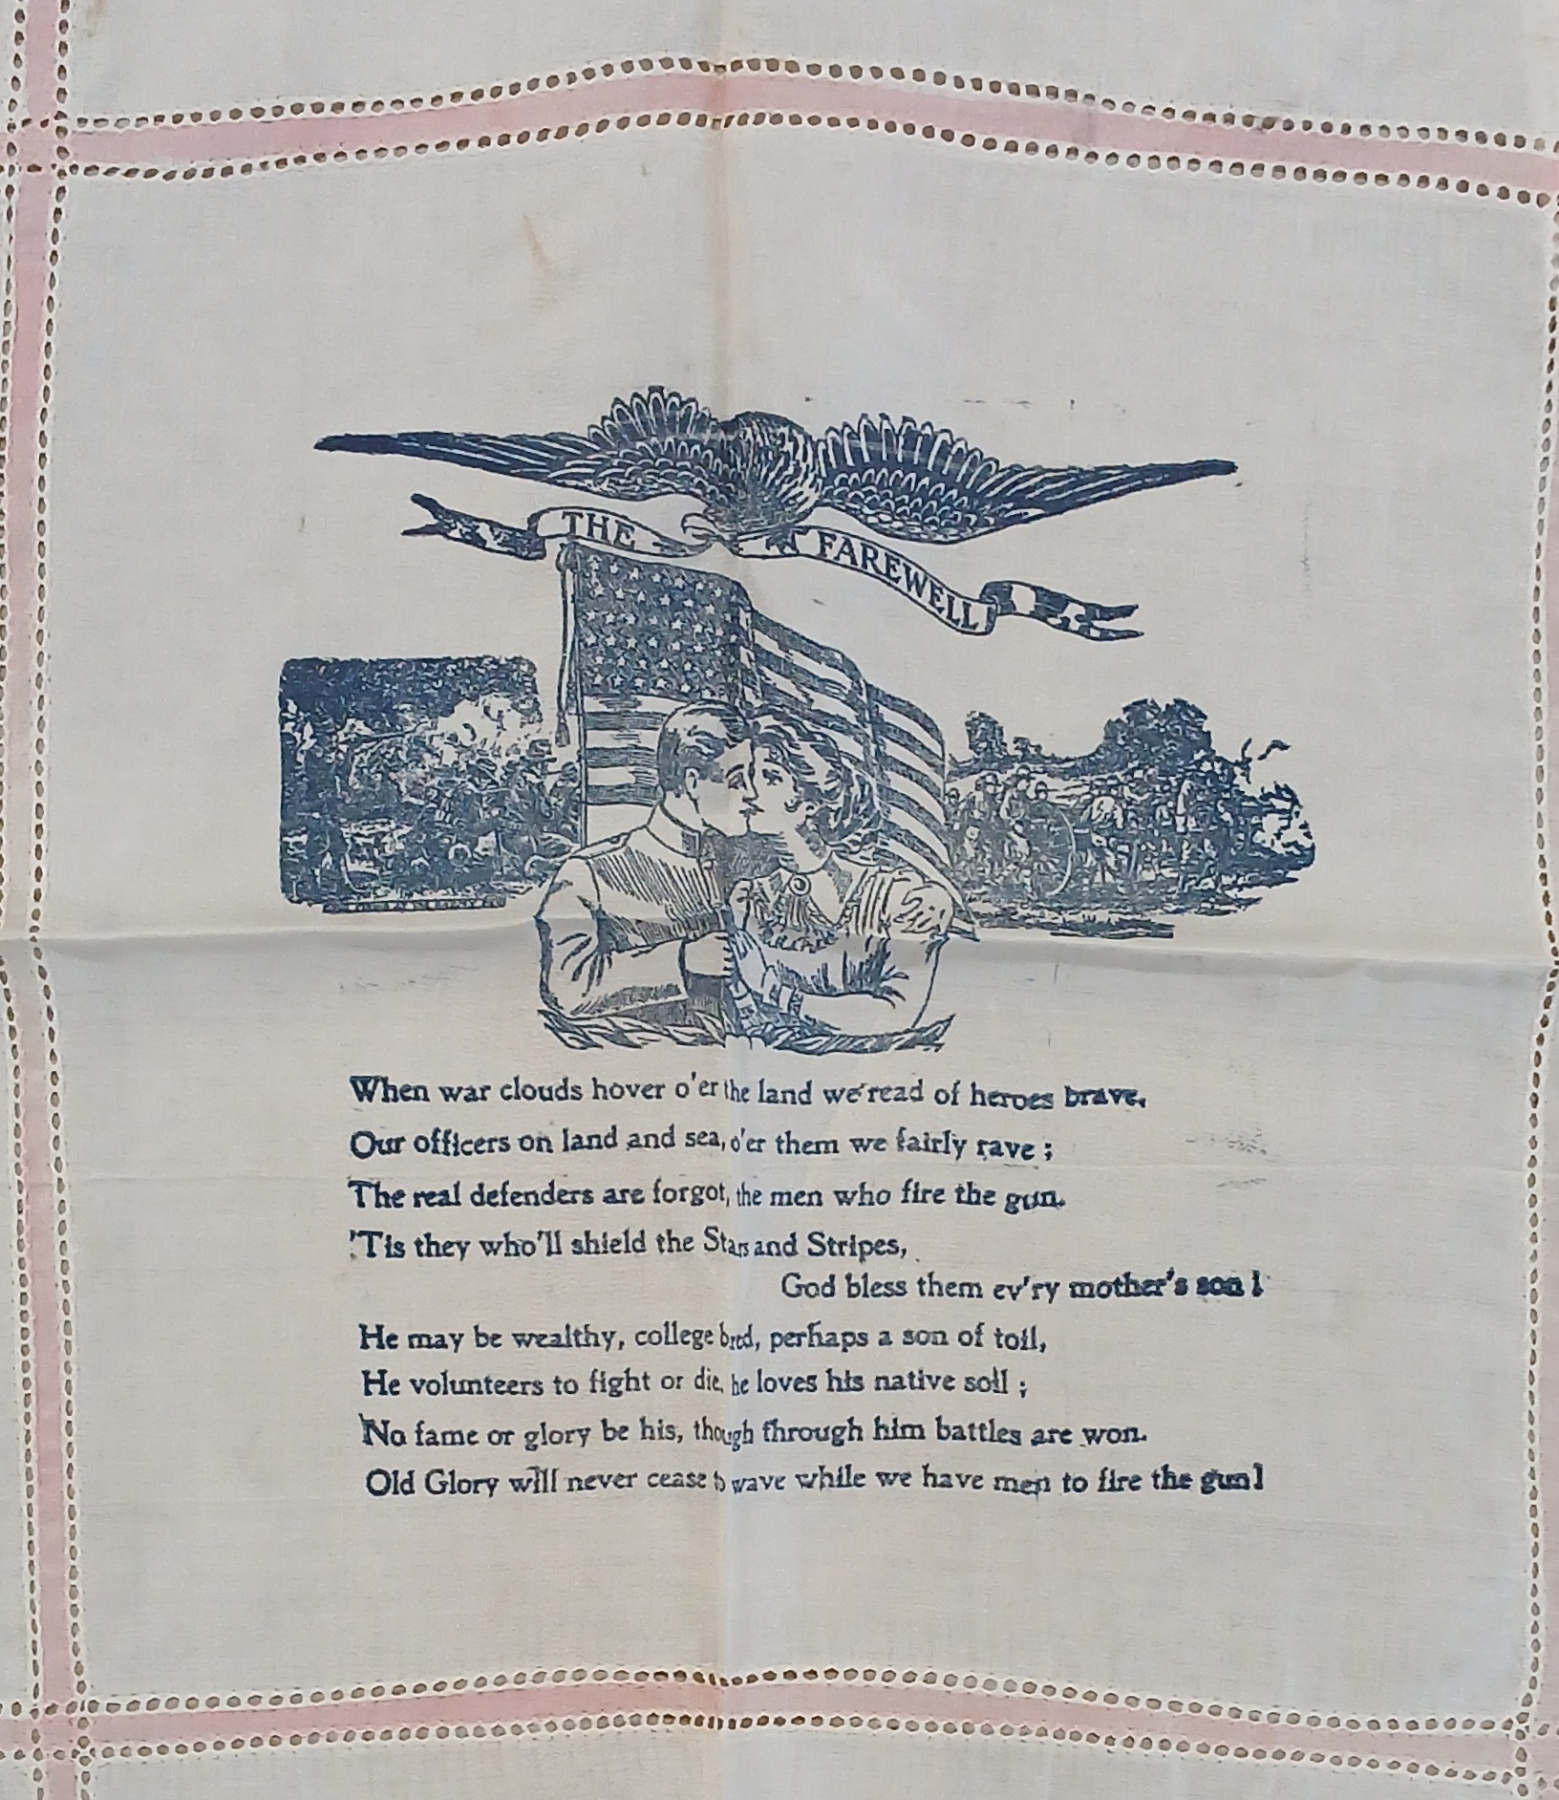 THE FAREWELL
When war clouds hover o'er the land we read of heroes brave,
Our officers on land and sea, o'er them we fairly rave ;
The real defenders are forgot, the men who fire the gun.
'Tis they who'll shield the Stars and Stripes,
God bless them ev'ry mother's son !
He may be wealthy, college bred, perhaps a son of toil,
He volunteers to fight or die, he loves his native soil ;
No fame or glory be his, though through him battles are won.
Old Glory will never cease to wave while we have men to fire the gun !